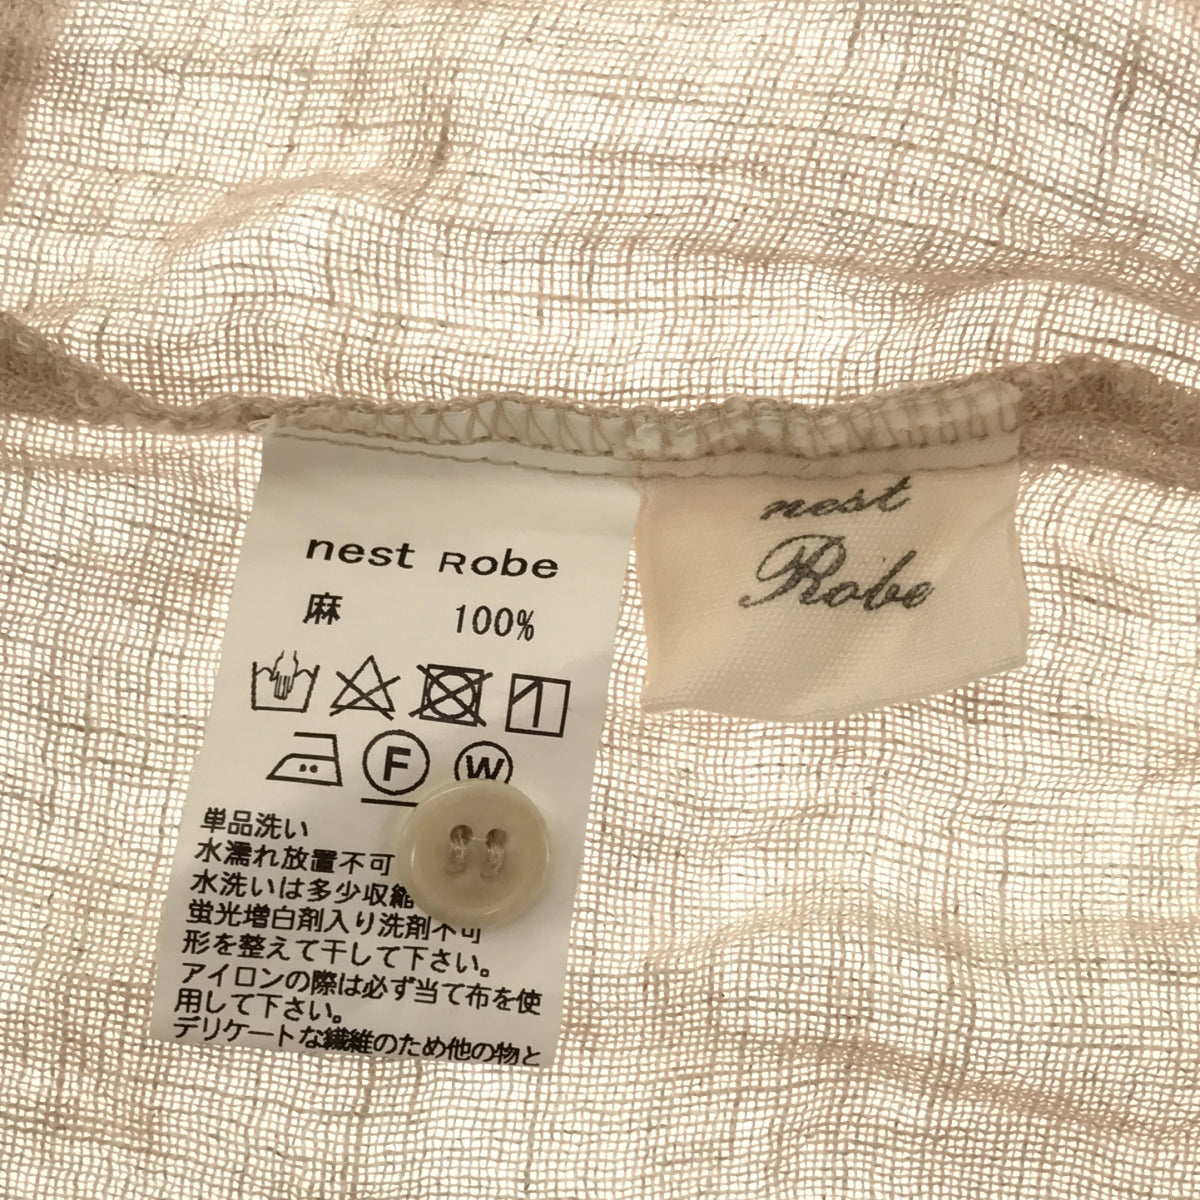 nest Robe
麻 100%
F W
単品洗い
水濡れ放置不可
水洗いは多少収縮
蛍光増白剤入り洗剤不可
形を整えて干して下さい。
アイロンの際は必ず当て布を使
用して下さい。
デリケートな繊維のため他の物と
nest
Robe